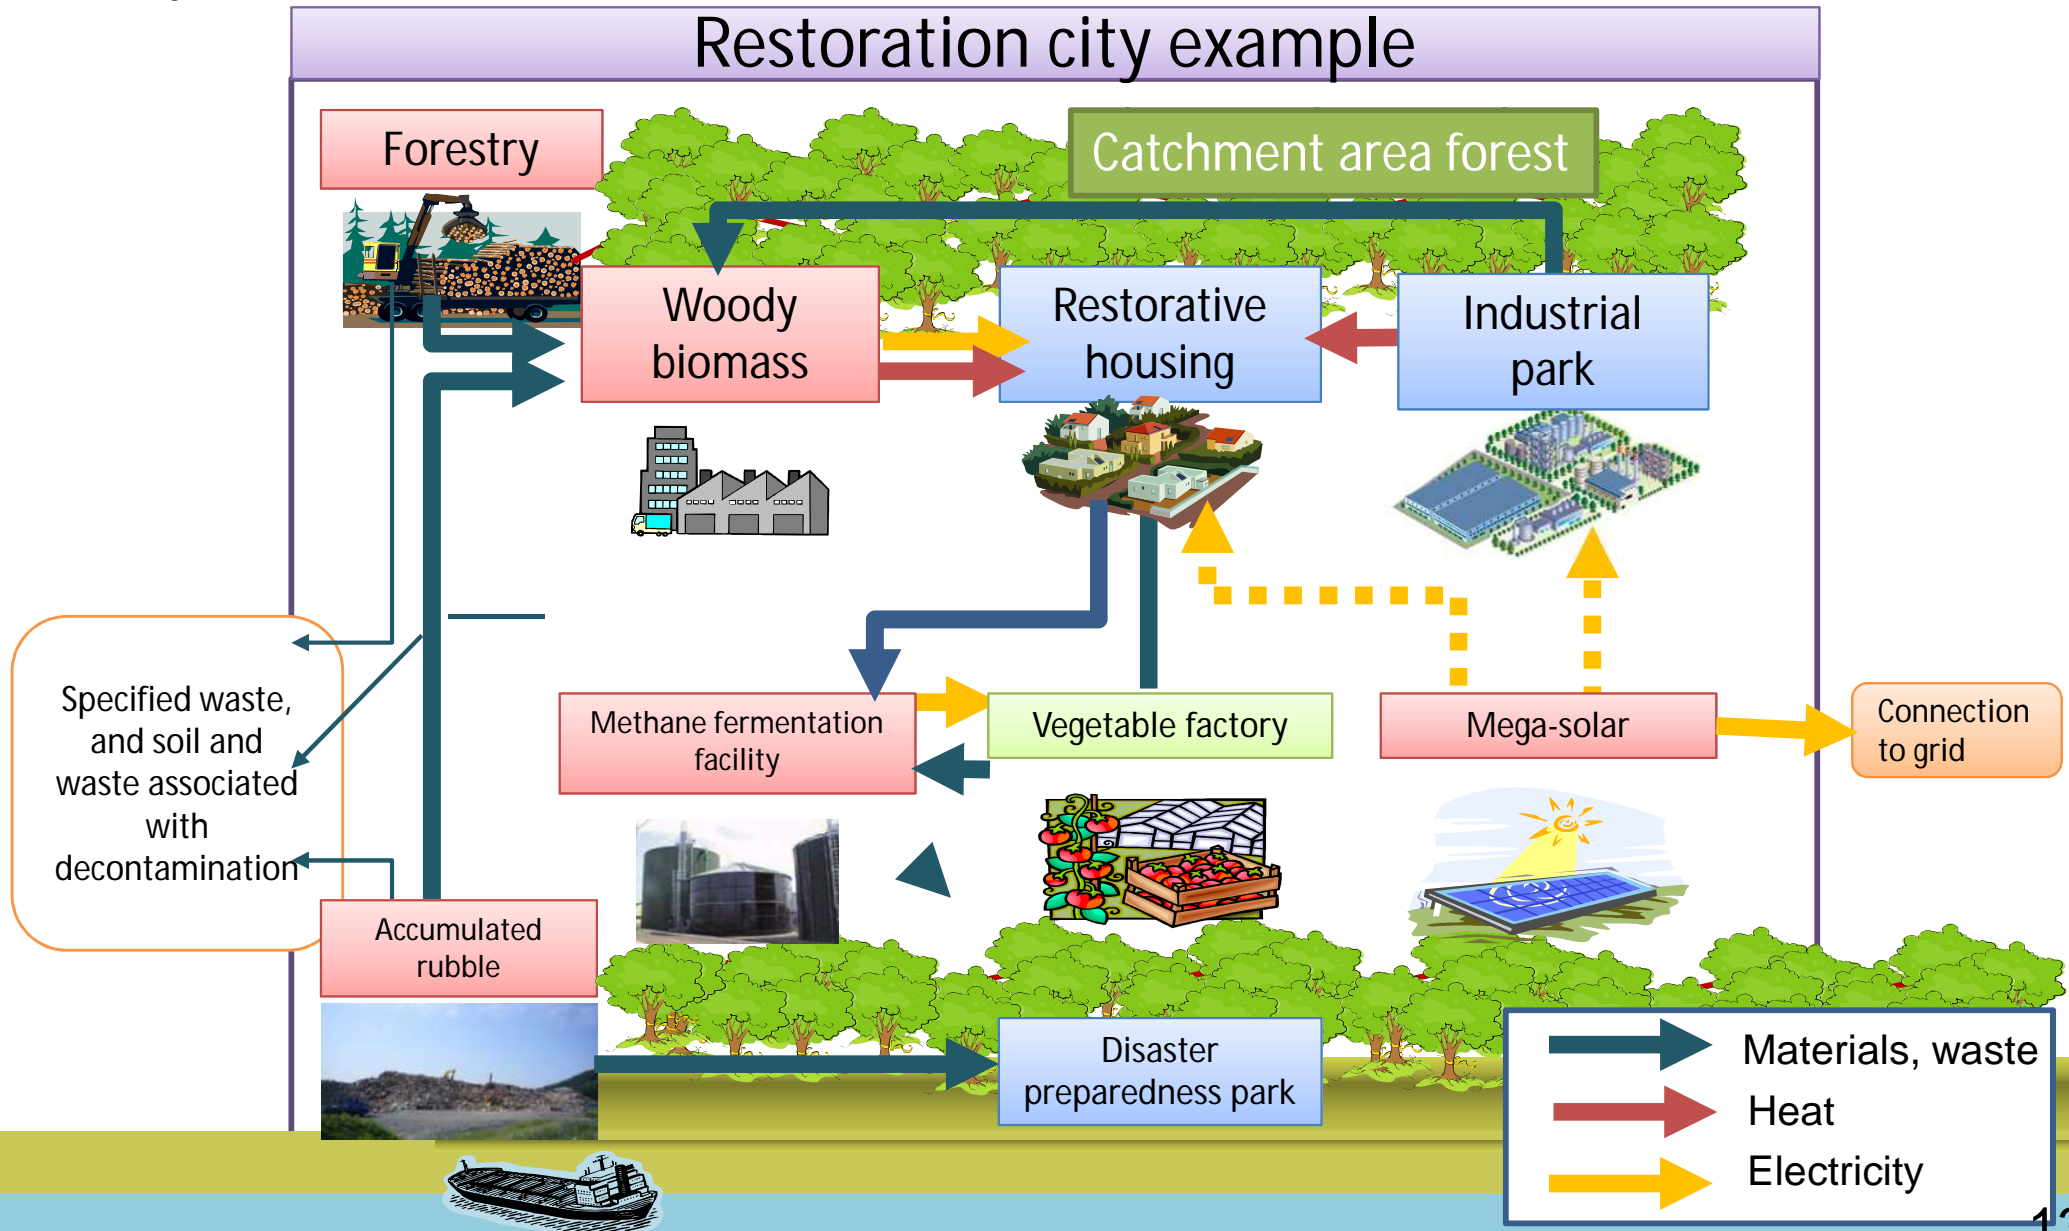 Restoration city example
Forestry
Catchment area forest
Woody
biomass
Restorative
housing
Industrial
park
Specified waste,
and soil and
waste associated
with
decontamination
Methane fermentation
facility
Vegetable factory
Mega-solar
Connection
to grid
Accumulated
rubble
Disaster
preparedness park
Materials, waste
Heat
Electricity